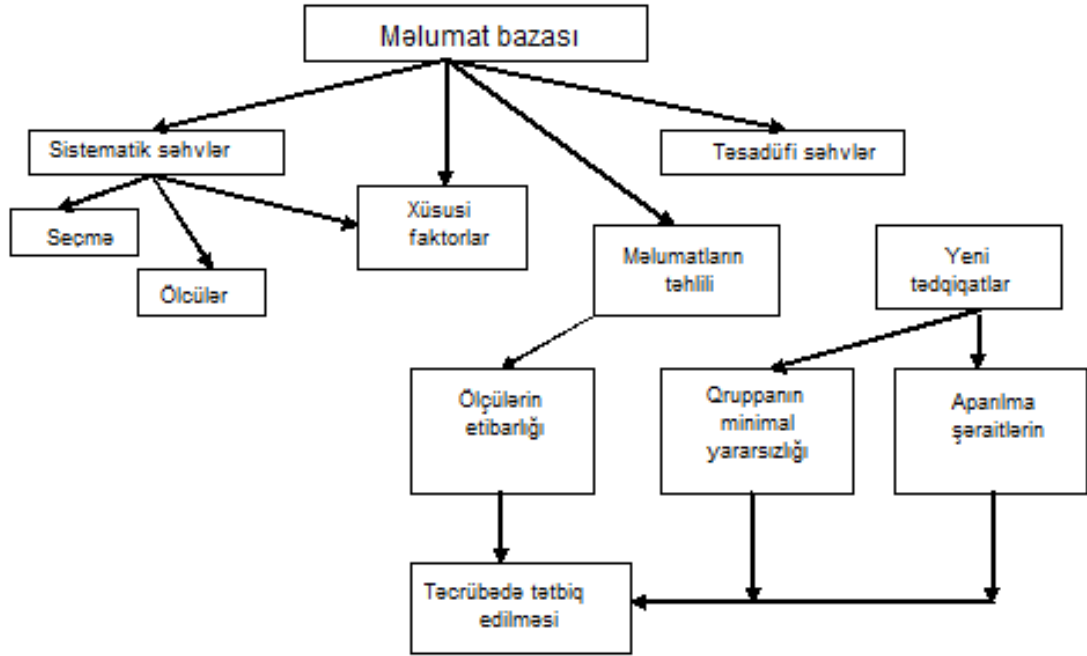 Məlumat bazası
Sistematik səhvlər
Təsadüfi səhvlər
Seçmə
Ölcülər
Xüsusi
faktorlar
Məlumatların
təhlili
Yeni
tədqiqatlar
Ölçülərin
etibarlığı
Qruppanın
minimal
yararsızlığı
Aparılma
şəraitlərin
Təcrübədə tətbiq
edilməsi